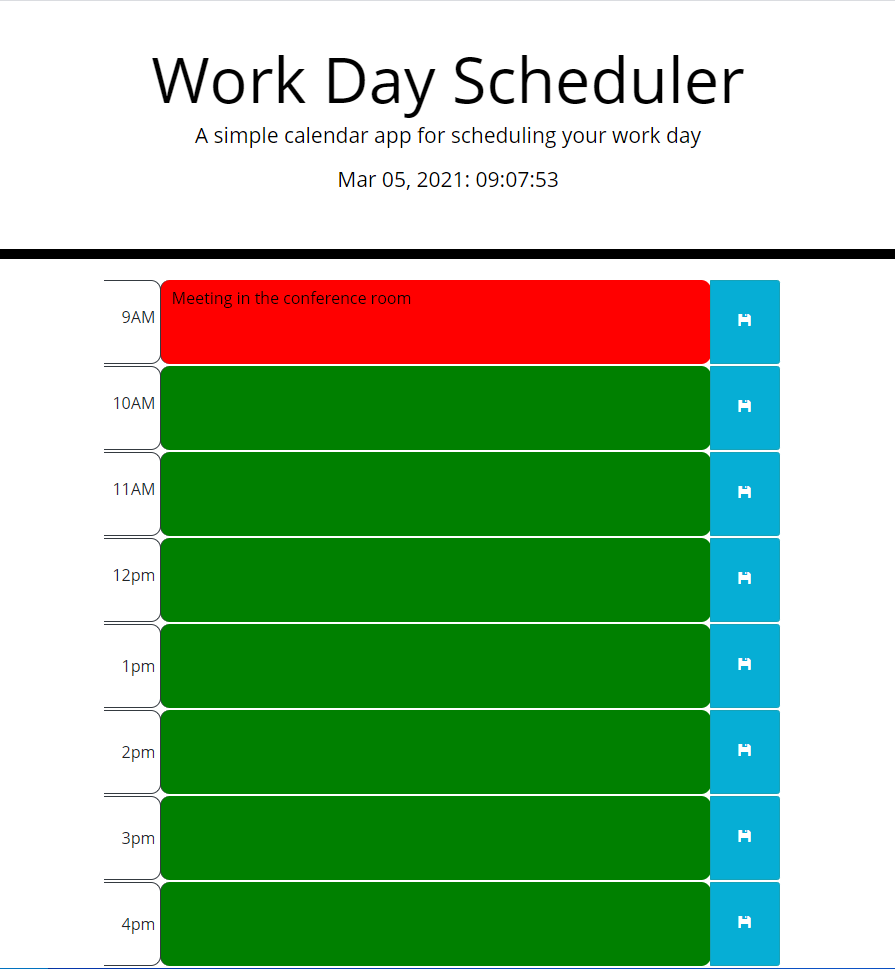 Work Day Scheduler
A simple calendar app for scheduling your work day
Mar 05, 2021: 09:07:53
9AM
Meeting in the conference room
10AM
11AM
12pm
1pm
2pm
3pm
4pm